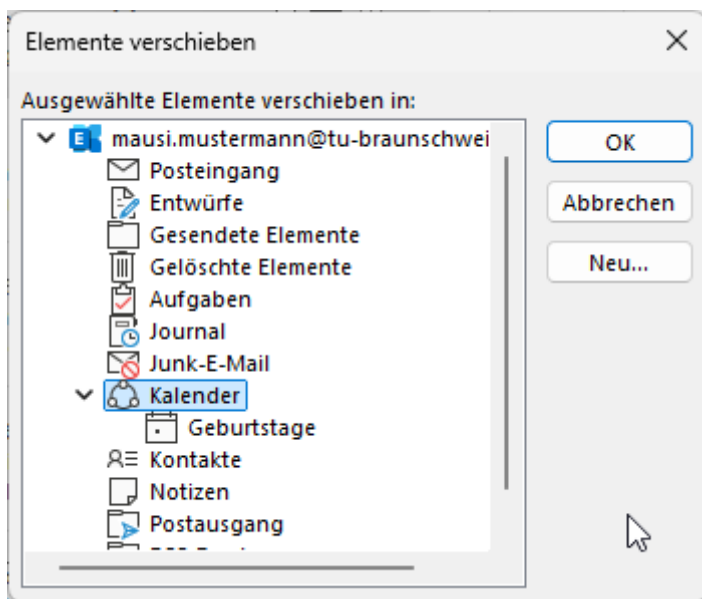 Elemente verschieben
Ausgewählte Elemente verschieben in:
mausi.mustermann@tu-braunschwei
Posteingang
Entwürfe
Gesendete Elemente
Gelöschte Elemente
Aufgaben
Journal
Junk-E-Mail
Kalender
Geburtstage
Kontakte
Notizen
Postausgang
OK
Abbrechen
Neu...